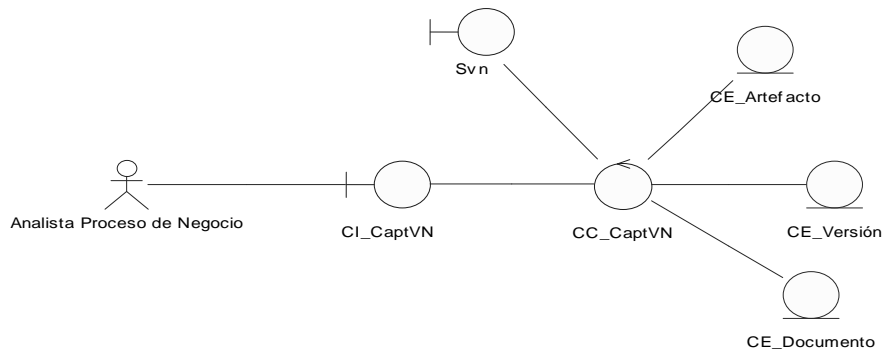 Svn
CE_Artefacto
Analista Proceso de Negocio
CI_CaptVN
CC_CaptVN
CE_Versión
CE_Documento